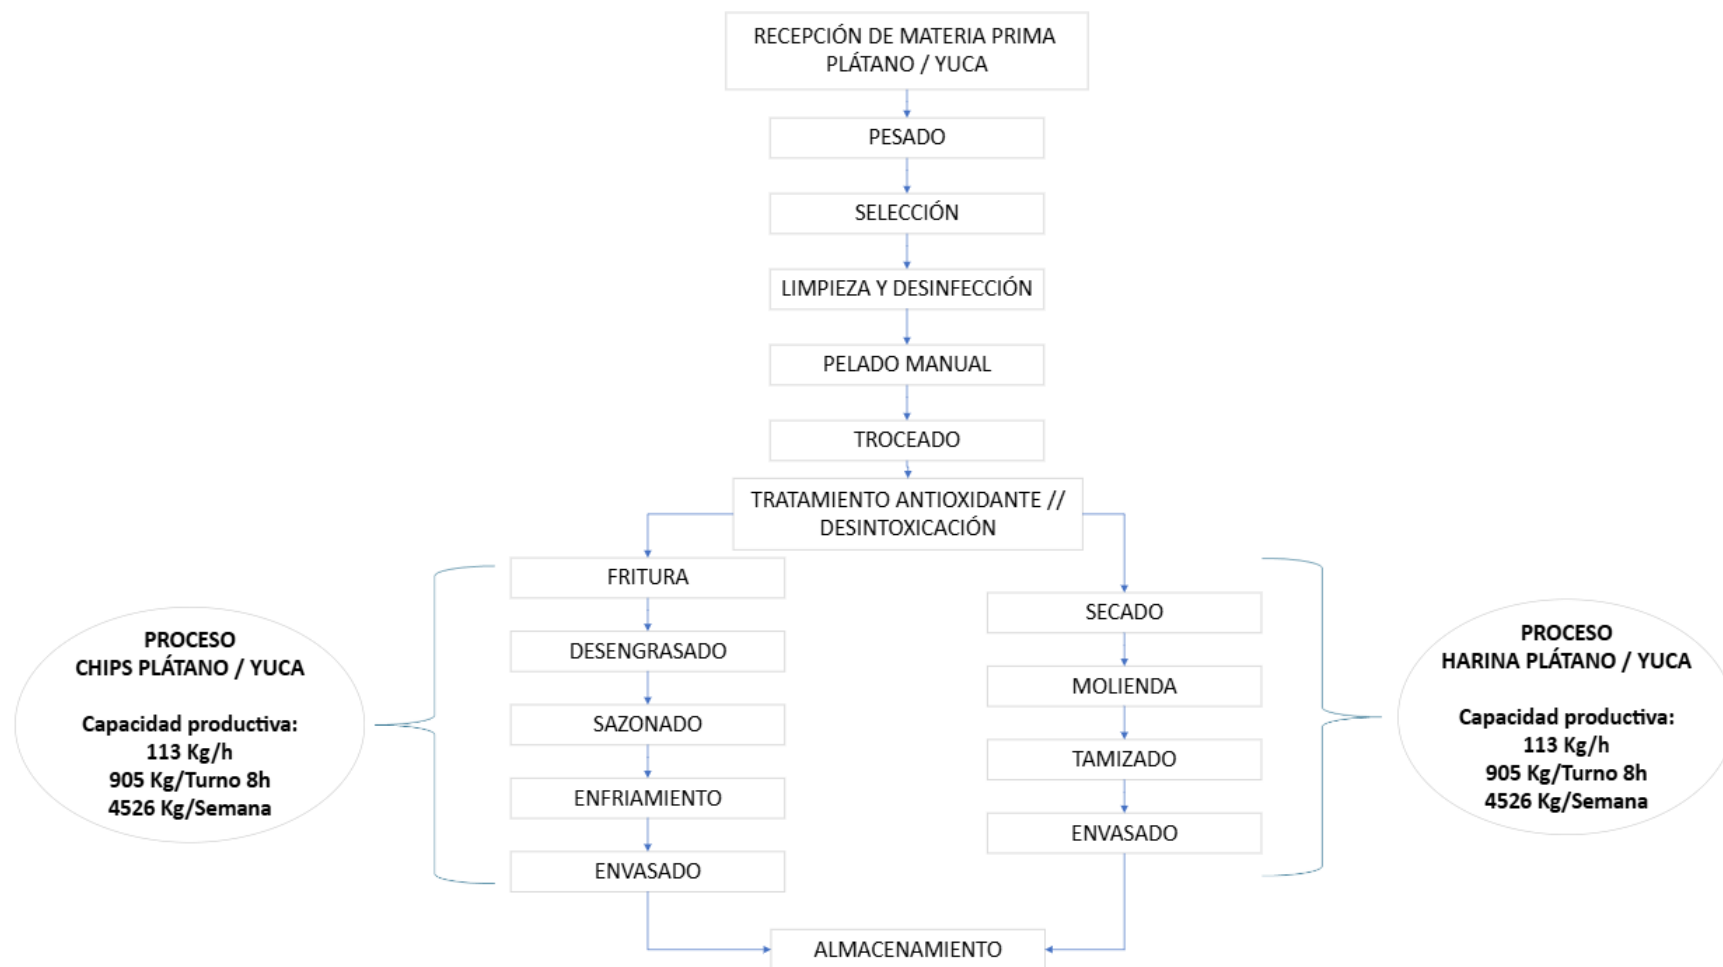 RECEPCIÓN DE MATERIA PRIMA
PLÁTANO / YUCA
PESADO
SELECCIÓN
LIMPIEZA Y DESINFECCIÓN
PELADO MANUAL
TROCEADO
TRATAMIENTO ANTIOXIDANTE //
DESINTOXICACIÓN
FRITURA
DESENGRASADO
SAZONADO
ENFRIAMIENTO
ENVASADO
PROCESO
CHIPS PLÁTANO / YUCA
Capacidad productiva:
113 Kg/h
905 Kg/Turno 8h
4526 Kg/Semana
SECADO
MOLIENDA
TAMIZADO
ENVASADO
PROCESO
HARINA PLÁTANO / YUCA
Capacidad productiva:
113 Kg/h
905 Kg/Turno 8h
4526 Kg/Semana
ALMACENAMIENTO